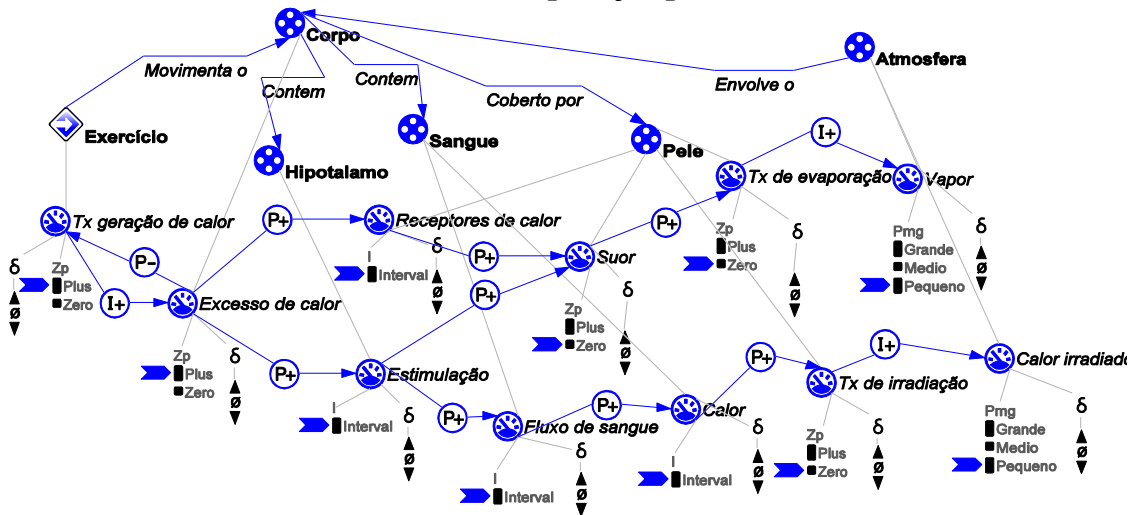 Corpo
Atmosfera
Movimenta o
Contem
Contem
Coberto por
Envolve o
Exercício
Hipotalamo
Sangue
Pele
I+
Tx de evaporação
Vapor
Tx geração de calor
P+
Receptores de calor
P+
P-
P+
Suor
δ
Zp
Plus
Zero
I+
Excesso de calor
I
Interval
δ
P+
Zp
Plus
Zero
δ
Pmg
Grande
Medio
Pequeno
δ
Zp
Plus
Zero
δ
Zp
Plus
Zero
δ
P+
Estimulação
I
Interval
δ
P+
Fluxo de sangue
P+
Calor
P+
Tx de irradiação
I+
Calor irradiado
I
Interval
δ
I
Interval
δ
Zp
Plus
Zero
δ
Pmg
Grande
Medio
Pequeno
δ